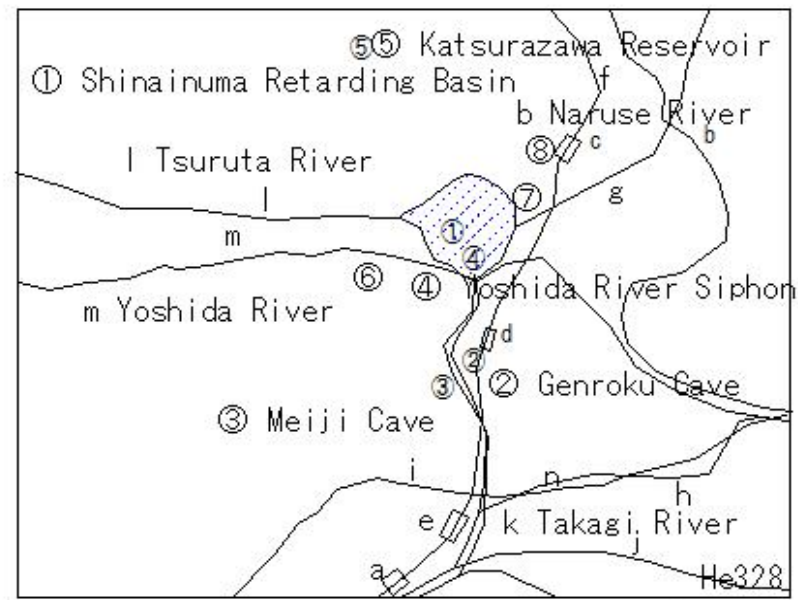 ⑤⑤ Katsurazawa Reservoir
① Shinainuma Retarding Basin
f
b Naruse River
⑧ c
b
l Tsuruta River
l
⑦
g
m
①
④
⑥ ④ Yoshida River Siphon
m Yoshida River
d
②
③ ② Genroku Cave
③ Meiji Cave
i
n
h
e
k Takagi River
j
a
He328